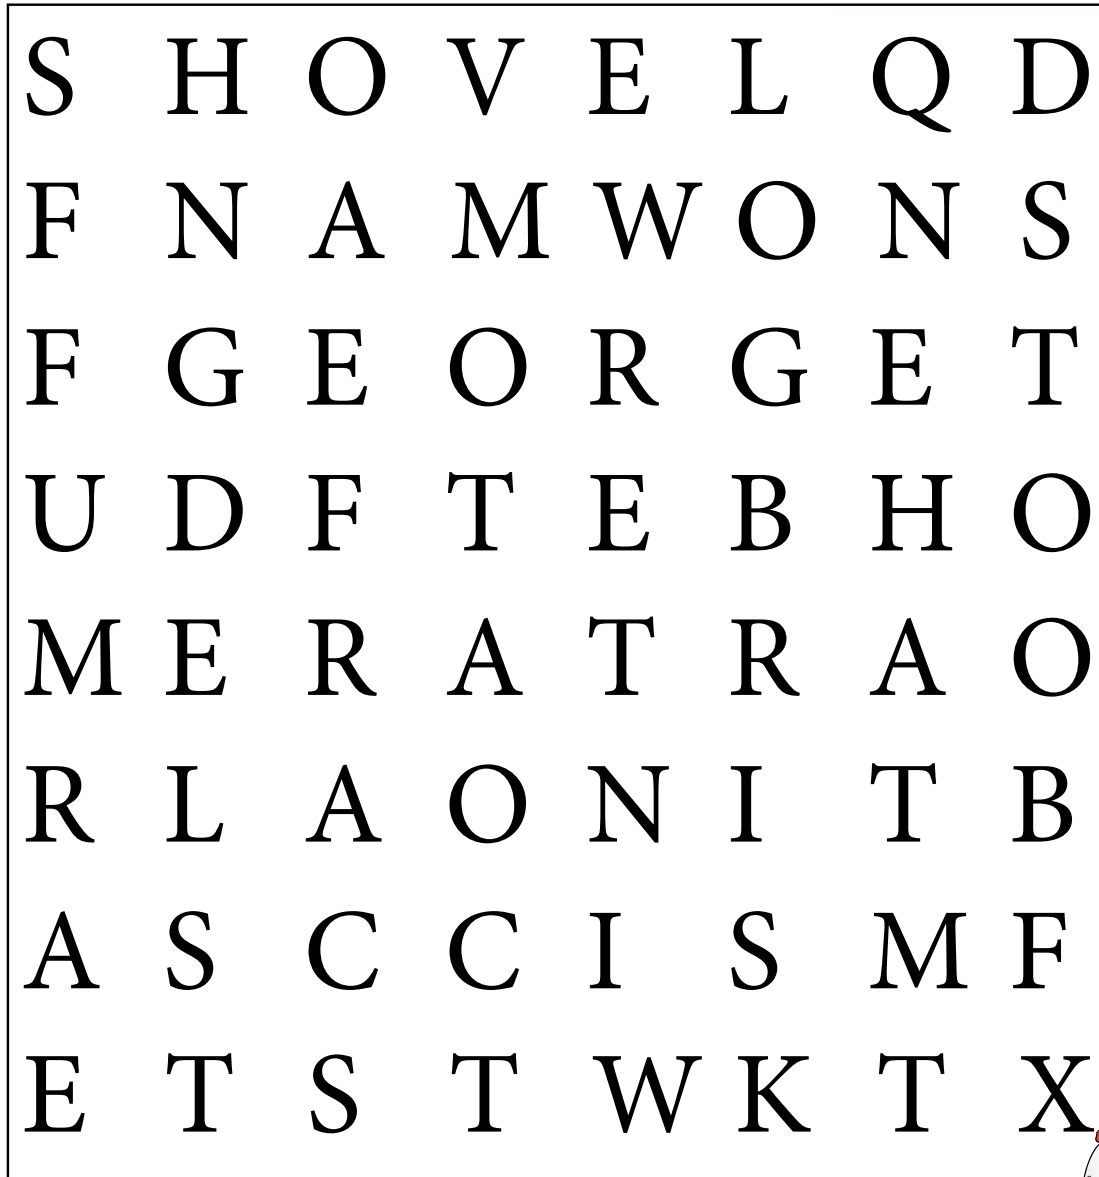 S H O V E L Q D
F N A M W O N S
F G E O R G E T
U D F T E B H O
M E R A T R A O
R L A O N I T B
A S C C I S M F
E T S T W K T X